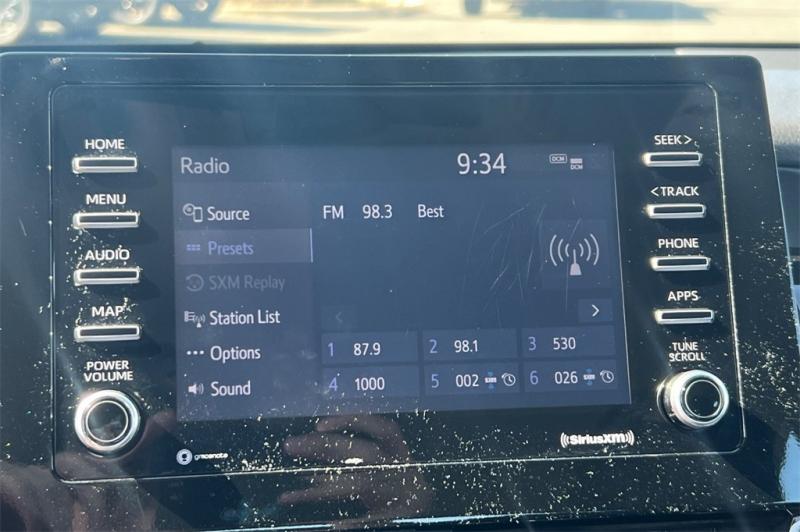 HOME
MENU
AUDIO
MAP
POWER
VOLUME
Radio
9:34
DCM
DCM
Source
Presets
SXM Replay
Station List
Options
Sound
FM 98.3 Best
1 87.9
2 98.1
3 530
4 1000
5 002
6 026
SEEK >
< TRACK
PHONE
APPS
TUNE
SCROLL
gracenote
((SiriusXM))